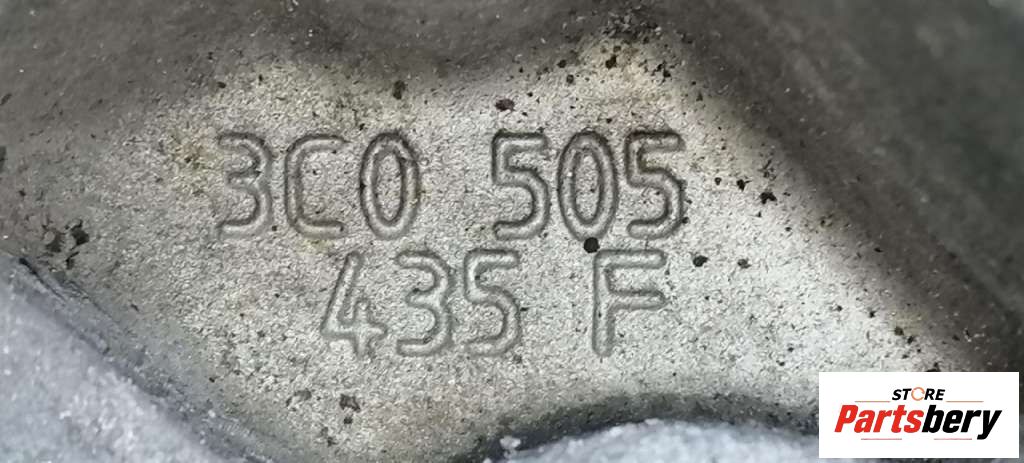 3C0 505
435 F
STORE
Partsbery